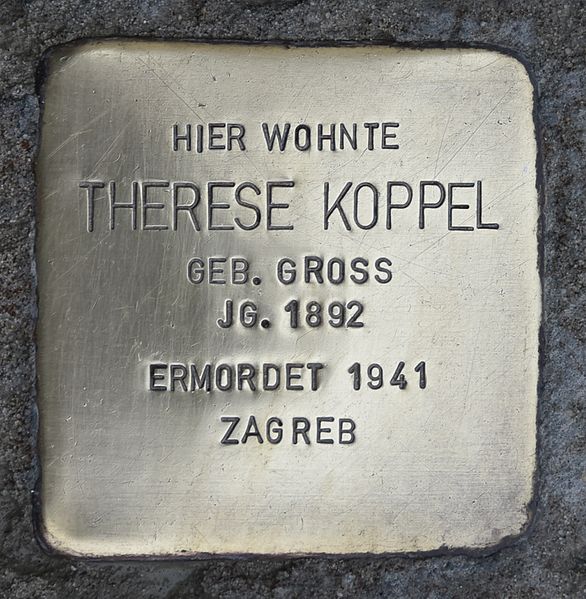 HIER WOHNTE
THERESE KOPPEL
GEB. GROSS
JG. 1892
ERMORDET 1941
ZAGREB